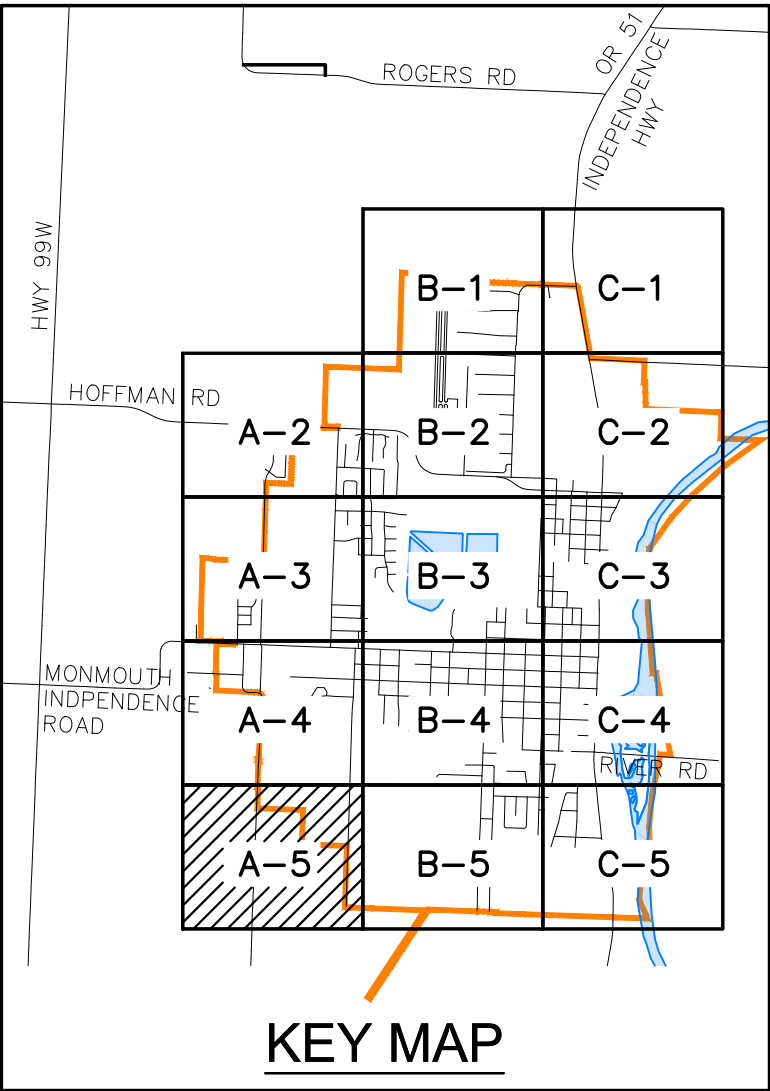 OR 51
INDEPENDENCE
HWY
ROGERS RD
HWY 99W
B-1
C-1
HOFFMAN RD
A-2
B-2
C-2
A-3
B-3
C-3
MONMOUTH
INDPENDENCE
ROAD
A-4
B-4
C-4
RIVER RD
A-5
B-5
C-5
KEY MAP